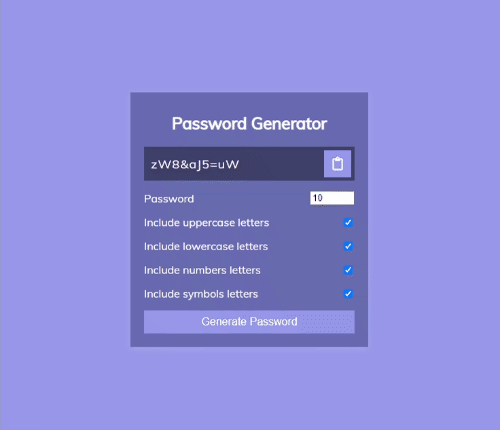 Password Generator
zW8&aJ5=uW
Password 10
Include uppercase letters
Include lowercase letters
Include numbers letters
Include symbols letters
Generate Password